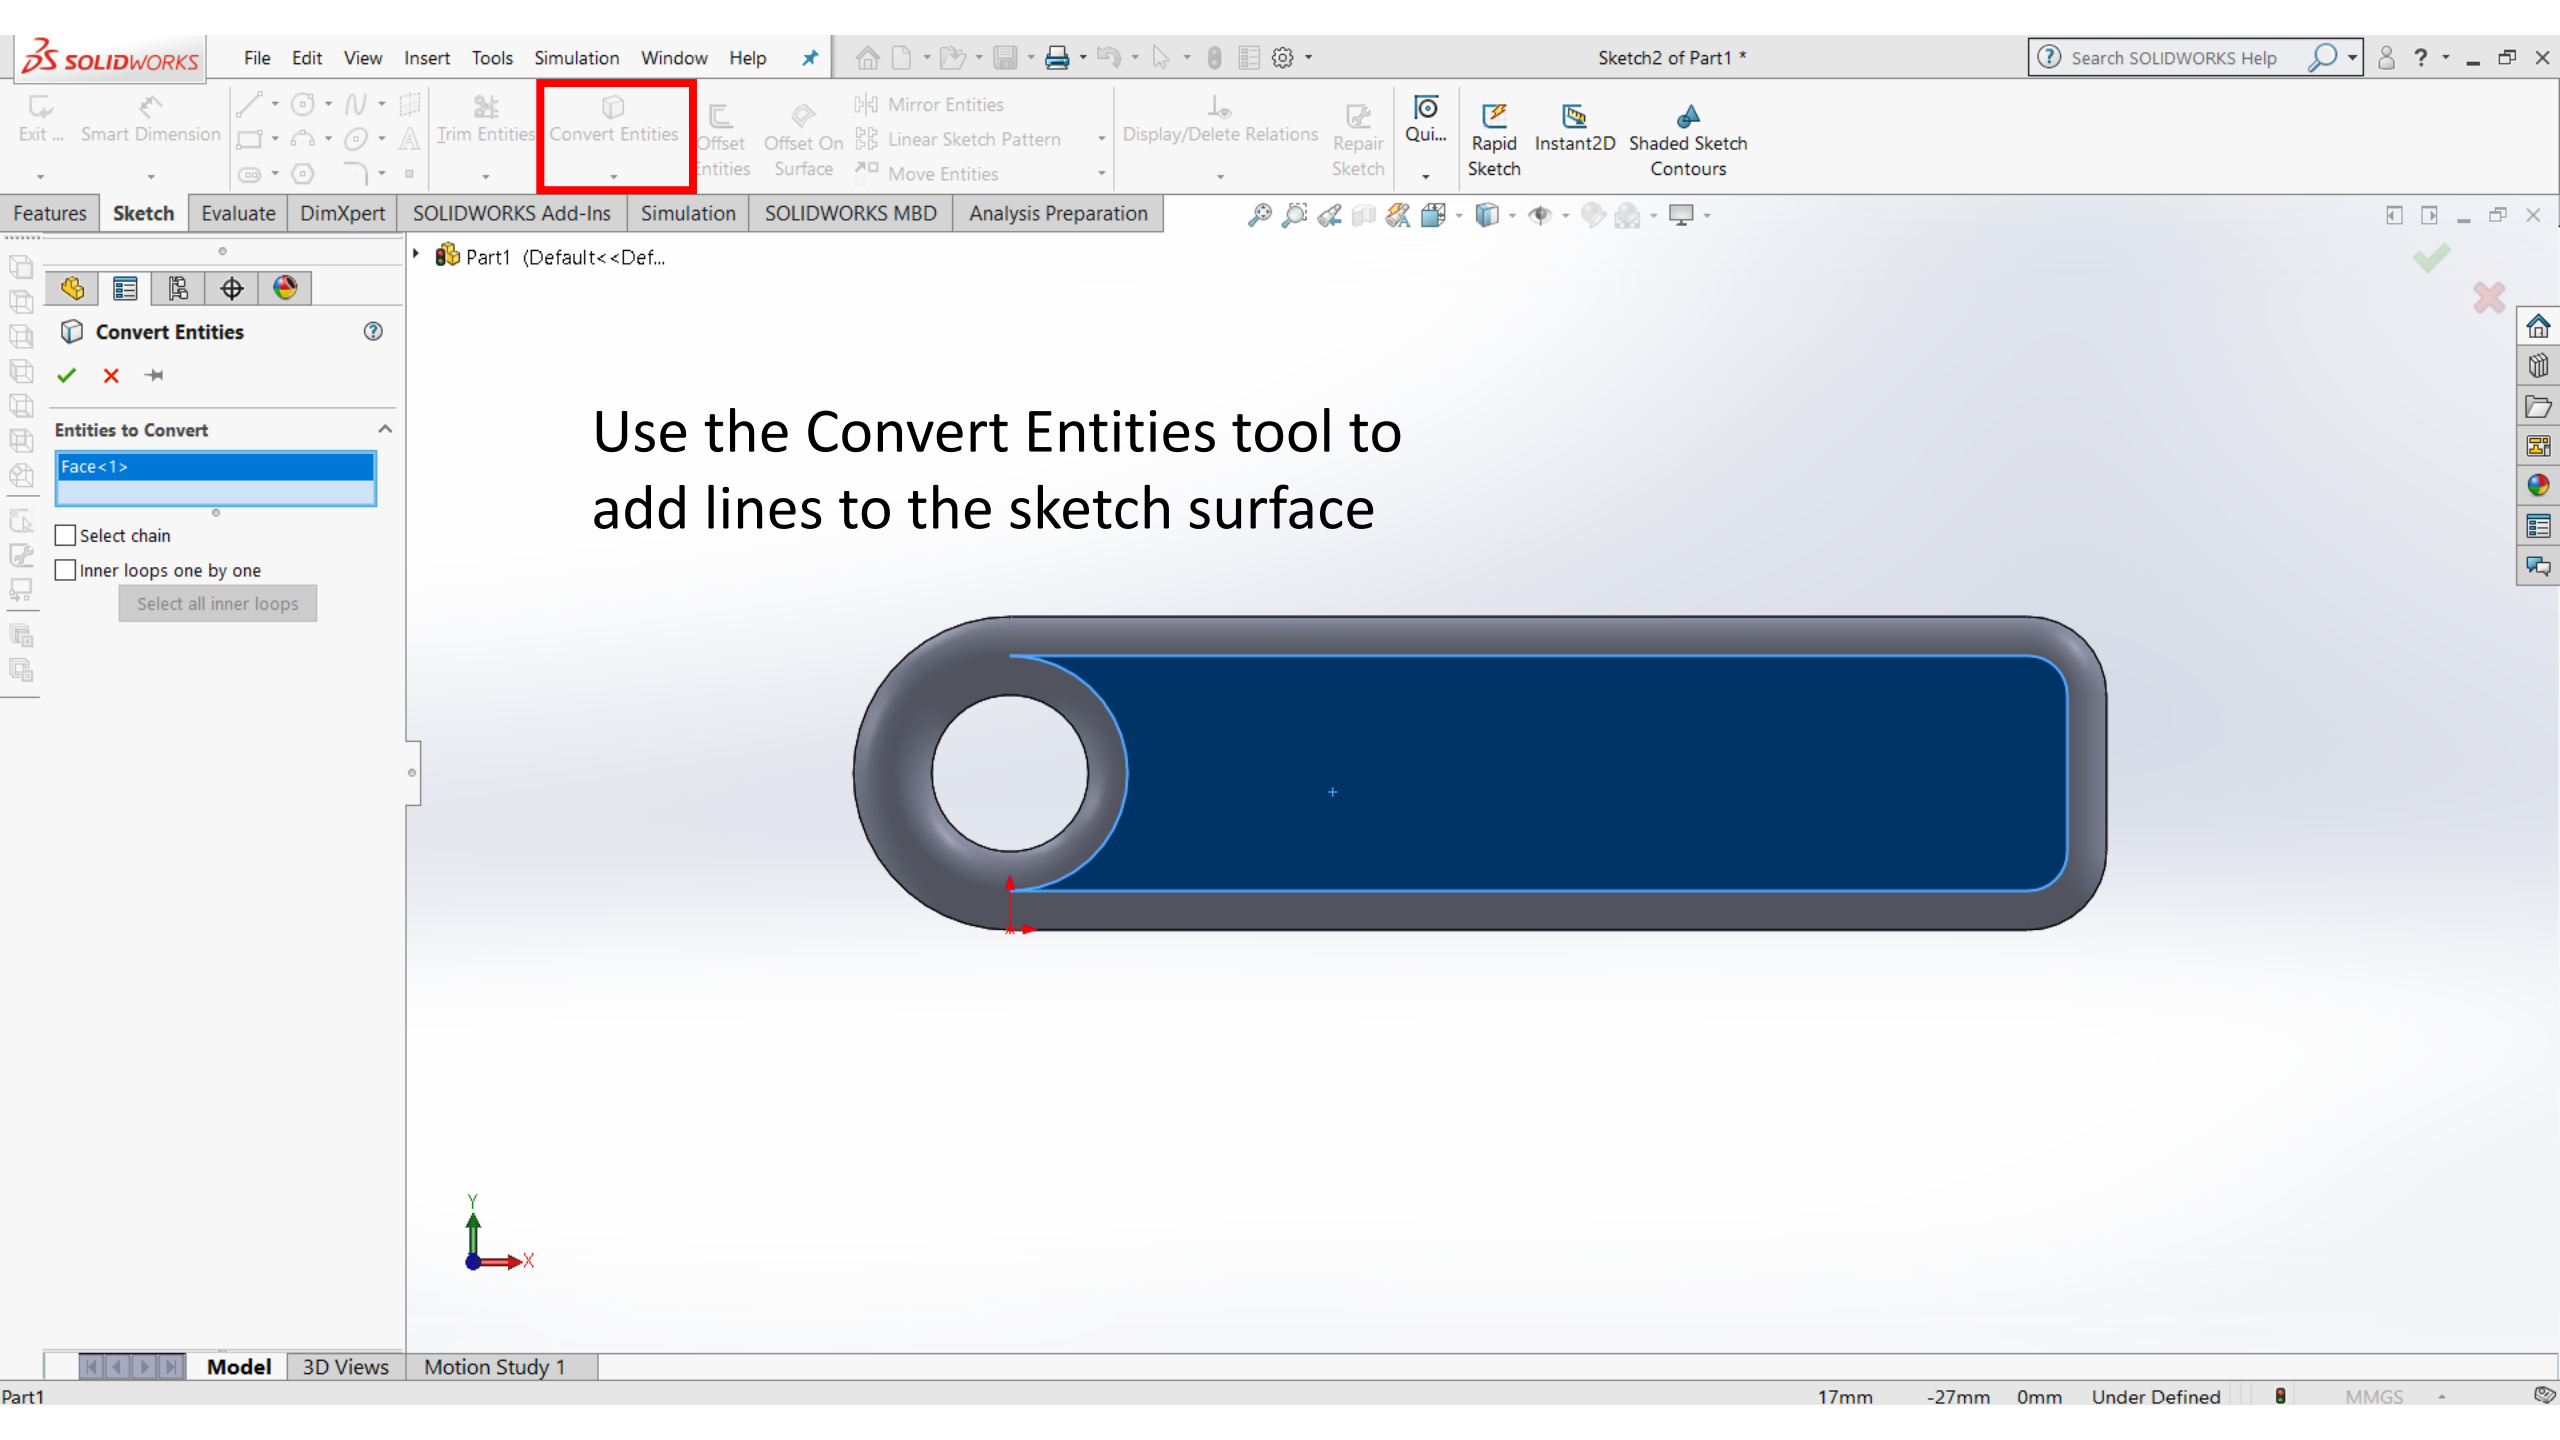 SOLIDWORKS File Edit View Insert Tools Simulation Window Help Sketch2 of Part1 * Search SOLIDWORKS Help ?
Exit ... Smart Dimension Trim Entities Convert Entities Offset Entities Offset On Surface Mirror Entities
Linear Sketch Pattern
Move Entities
Display/Delete Relations Repair Sketch Qui... Rapid Sketch Instant2D Shaded Sketch Contours
Features Sketch Evaluate DimXpert SOLIDWORKS Add-Ins Simulation SOLIDWORKS MBD Analysis Preparation
Part1 (Default<<Def...
Convert Entities
Entities to Convert
Face<1>
Select chain
Inner loops one by one
Select all inner loops
Use the Convert Entities tool to
add lines to the sketch surface
Y
X
Model 3D Views Motion Study 1
Part1 17mm -27mm 0mm Under Defined MMGS